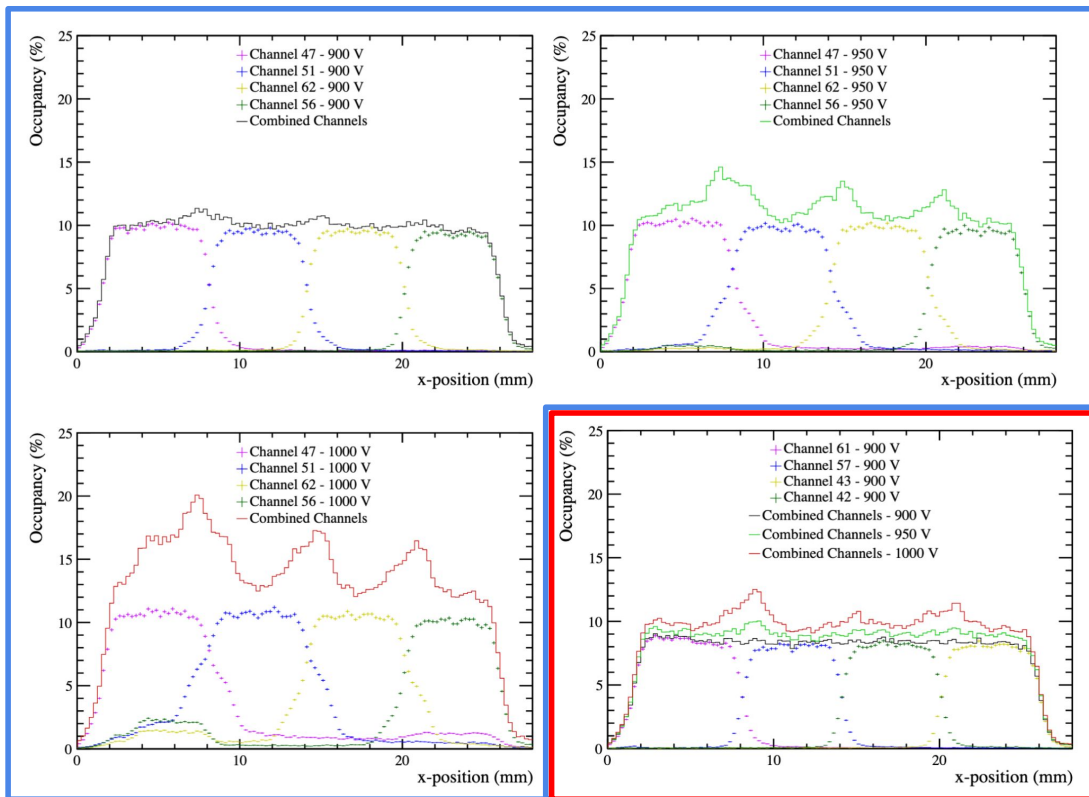 25
20
15
10
5
0
Occupancy (%)
Channel 47 - 900 V
Channel 51 - 900 V
Channel 62 - 900 V
Channel 56 - 900 V
Combined Channels
0
10
20
x-position (mm)
25
20
15
10
5
0
Occupancy (%)
Channel 47 - 950 V
Channel 51 - 950 V
Channel 62 - 950 V
Channel 56 - 950 V
Combined Channels
0
10
20
x-position (mm)
25
20
15
10
5
0
Occupancy (%)
Channel 47 - 1000 V
Channel 51 - 1000 V
Channel 62 - 1000 V
Channel 56 - 1000 V
Combined Channels
0
10
20
x-position (mm)
25
20
15
10
5
0
Occupancy (%)
Channel 61 - 900 V
Channel 57 - 900 V
Channel 43 - 900 V
Channel 42 - 900 V
Combined Channels - 900 V
Combined Channels - 950 V
Combined Channels - 1000 V
0
10
20
x-position (mm)